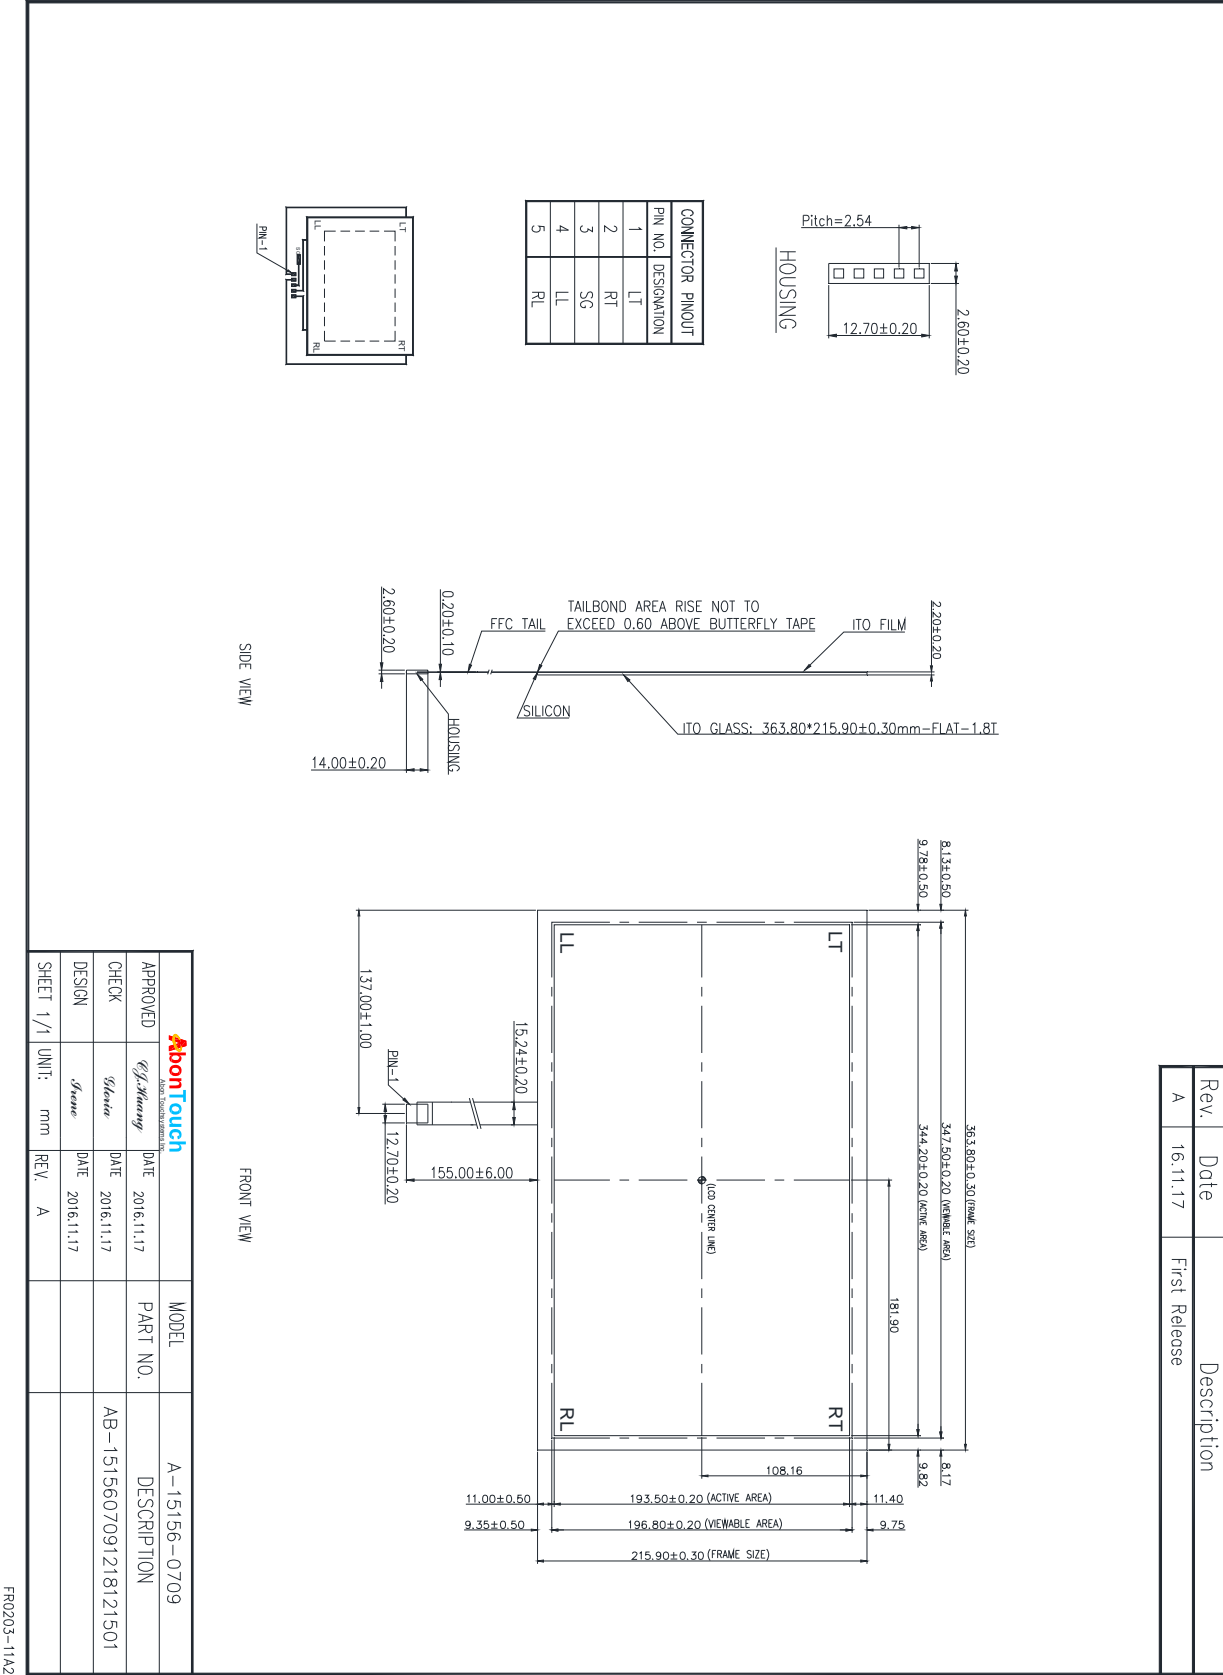 Rev. Date Description
A 16.11.17 First Release
Pitch=2.54
2.60±0.20
12.70±0.20
HOUSING
CONNECTOR PINOUT
PIN NO. DESIGNATION
1 LT
2 RT
3 SG
4 LL
5 RL
LT
RT
LL
RL
PIN-1
2.20±0.20
ITO FILM
TAILBOND AREA RISE NOT TO
EXCEED 0.60 ABOVE BUTTERFLY TAPE
FFC TAIL
0.20±0.10
2.60±0.20
SILICON
ITO GLASS: 363.80*215.90±0.30mm-FLAT-1.8T
HOUSING
14.00±0.20
SIDE VIEW
363.80±0.30 (FRAME SIZE)
8.13±0.50
347.50±0.20 (VIEWABLE AREA)
8.17
9.78±0.50
344.20±0.20 (ACTIVE AREA)
9.82
181.90
LT
RT
LL
RL
(LCD CENTER LINE)
108.16
11.00±0.50
193.50±0.20 (ACTIVE AREA)
11.40
9.35±0.50
196.80±0.20 (VIEWABLE AREA)
9.75
215.90±0.30 (FRAME SIZE)
15.24±0.20
155.00±6.00
PIN-1
12.70±0.20
137.00±1.00
FRONT VIEW
AbonTouch
Abon Touchsystems Inc.
MODEL A-15156-0709
APPROVED C.J.Huang DATE 2016.11.17
PART NO. DESCRIPTION
CHECK Gloria DATE 2016.11.17
AB-1515607091218121501
DESIGN Irene DATE 2016.11.17
SHEET 1/1 UNIT: mm REV. A
FR0203-11A2